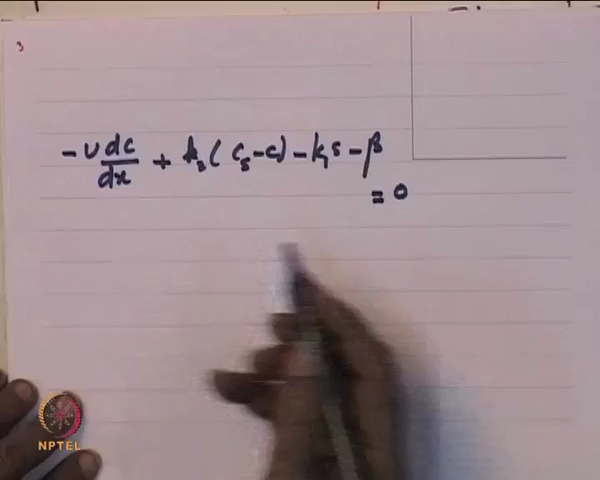 3
-U dc/dx + k₂(Cₛ-C) - k₁s - β
= 0
NPTEL